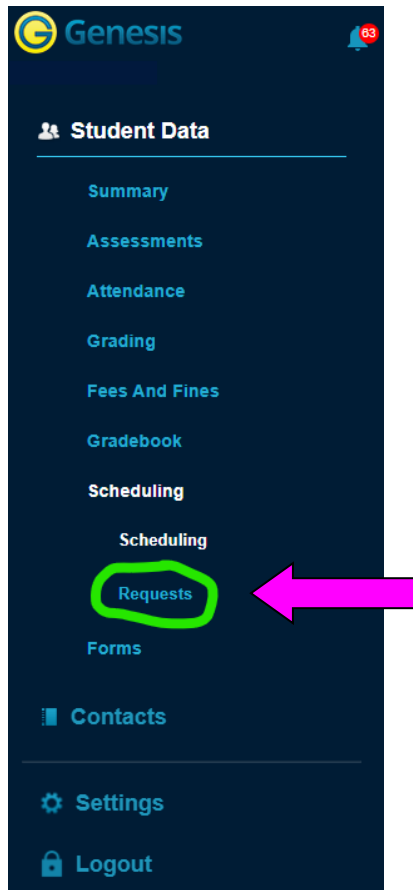 Genesis
63
Student Data
Summary
Assessments
Attendance
Grading
Fees And Fines
Gradebook
Scheduling
Scheduling
Requests
Forms
Contacts
Settings
Logout